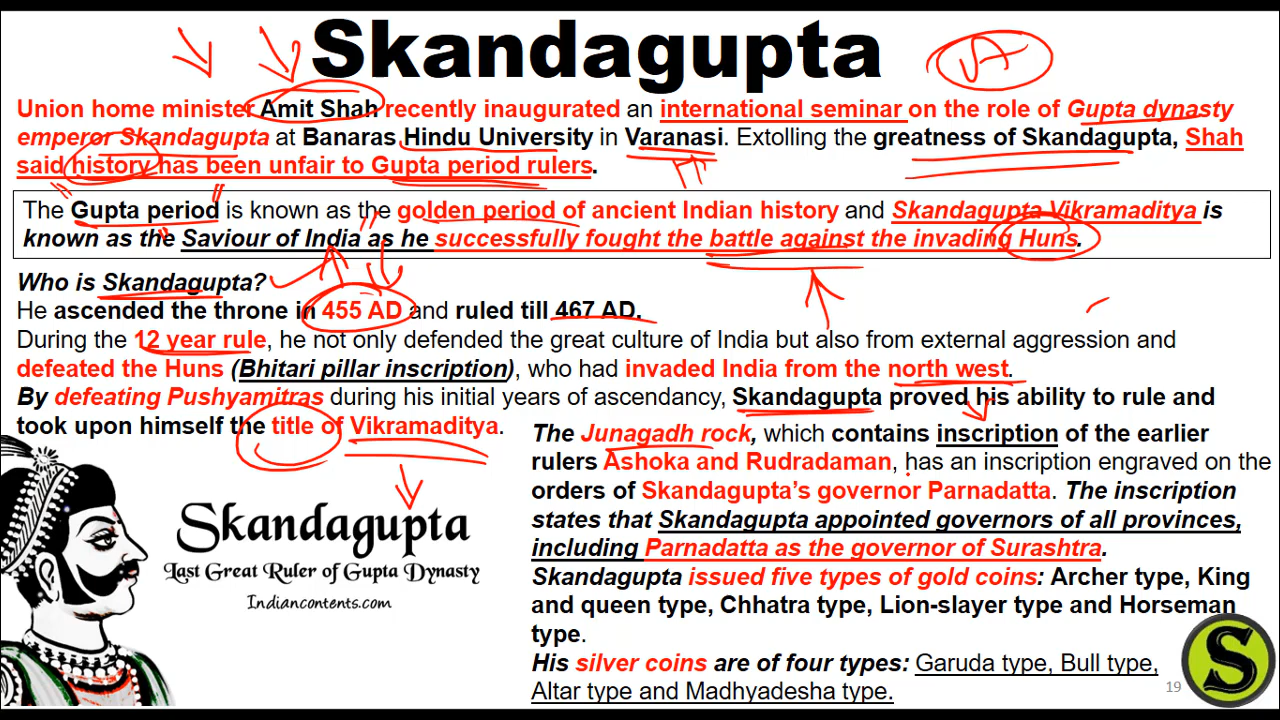 Skandagupta
Union home minister Amit Shah recently inaugurated an international seminar on the role of Gupta dynasty
emperor Skandagupta at Banaras Hindu University in Varanasi. Extolling the greatness of Skandagupta, Shah
said history has been unfair to Gupta period rulers.
The Gupta period is known as the golden period of ancient Indian history and Skandagupta Vikramaditya is
known as the Saviour of India as he successfully fought the battle against the invading Huns.
Who is Skandagupta?
He ascended the throne in 455 AD and ruled till 467 AD.
During the 12 year rule, he not only defended the great culture of India but also from external aggression and
defeated the Huns (Bhitari pillar inscription), who had invaded India from the north west.
By defeating Pushyamitras during his initial years of ascendancy, Skandagupta proved his ability to rule and
took upon himself the title of Vikramaditya.
The Junagadh rock, which contains inscription of the earlier
rulers Ashoka and Rudradaman, has an inscription engraved on the
orders of Skandagupta's governor Parnadatta. The inscription
states that Skandagupta appointed governors of all provinces,
including Parnadatta as the governor of Surashtra.
Skandagupta issued five types of gold coins: Archer type, King
and queen type, Chhatra type, Lion-slayer type and Horseman
type.
His silver coins are of four types: Garuda type, Bull type,
Altar type and Madhyadesha type.
Skandagupta
Last Great Ruler of Gupta Dynasty
Indiancontents.com
19
S